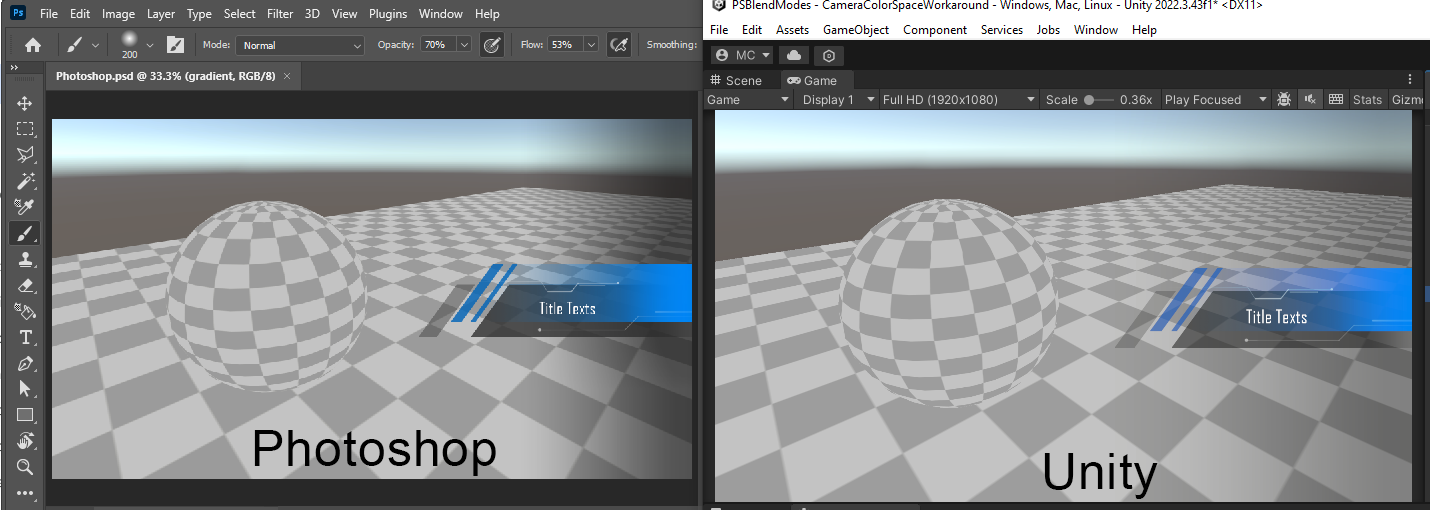 Ps File Edit Image Layer Type Select Filter 3D View Plugins Window Help
200 Mode: Normal Opacity: 70% Flow: 53% Smoothing:
Photoshop.psd @ 33.3% (gradient, RGB/8) ×
Title Texts
Photoshop
PSBlendModes - CameraColorSpaceWorkaround - Windows, Mac, Linux - Unity 2022.3.43f1* <DX11>
File Edit Assets GameObject Component Services Jobs Window Help
MC
Scene Game
Game Display 1 Full HD (1920x1080) Scale 0.36x Play Focused Stats Gizm
Title Texts
Unity